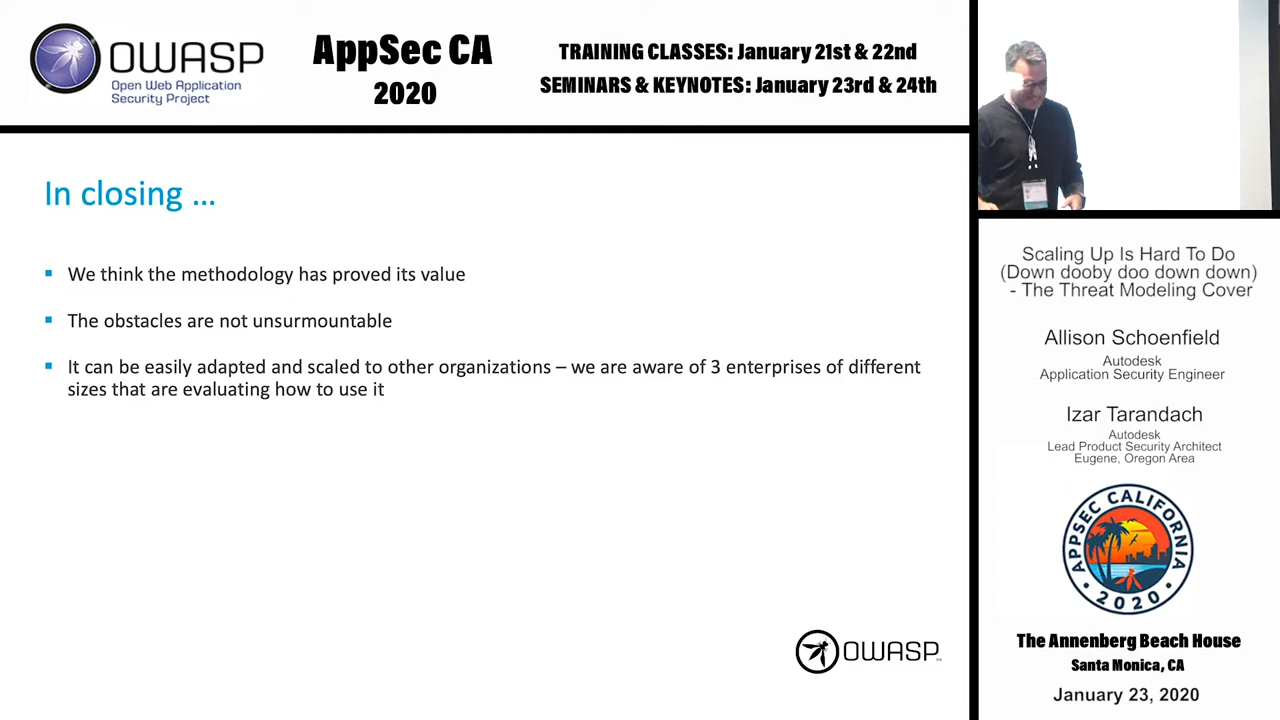 OWASP
Open Web Application
Security Project
AppSec CA
2020
TRAINING CLASSES: January 21st & 22nd
SEMINARS & KEYNOTES: January 23rd & 24th
In closing …
▪ We think the methodology has proved its value
▪ The obstacles are not unsurmountable
▪ It can be easily adapted and scaled to other organizations – we are aware of 3 enterprises of different
sizes that are evaluating how to use it
OWASP
Scaling Up Is Hard To Do
(Down dooby doo down down)
- The Threat Modeling Cover
Allison Schoenfield
Autodesk
Application Security Engineer
Izar Tarandach
Autodesk
Lead Product Security Architect
Eugene, Oregon Area
APPSEC CALIFORNIA
• 2020 •
The Annenberg Beach House
Santa Monica, CA
January 23, 2020